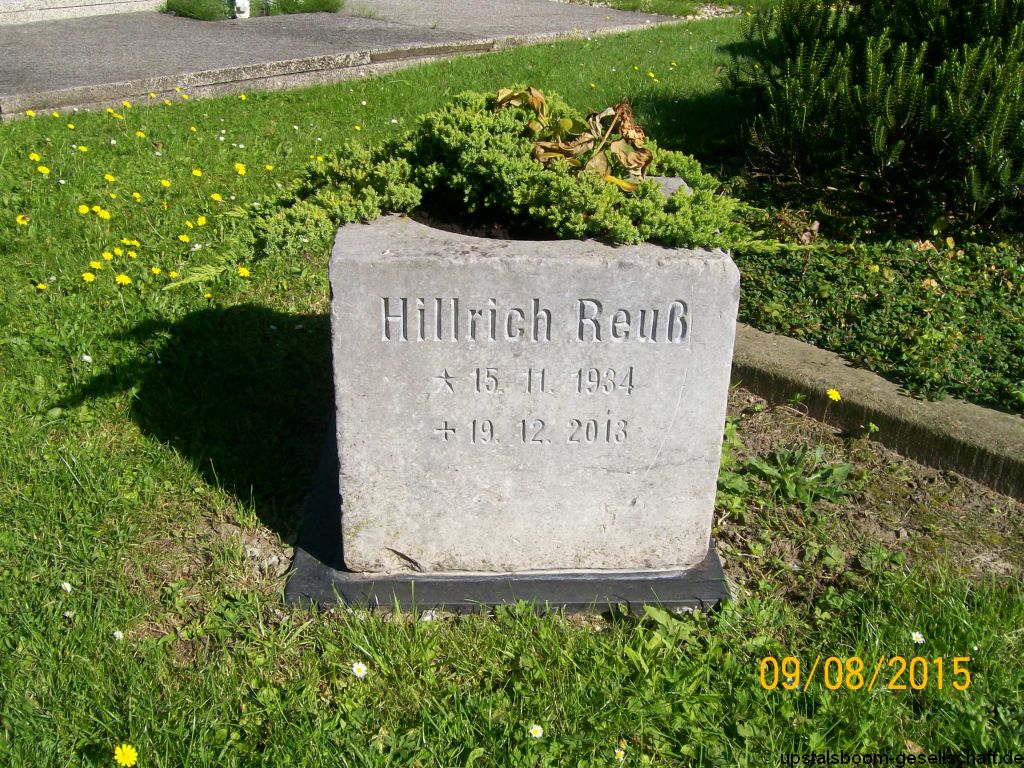 Hillrich Reuß
* 15. 11. 1934
+ 19. 12. 2013
09/08/2015
© upstalsboom-gesellschaft.de